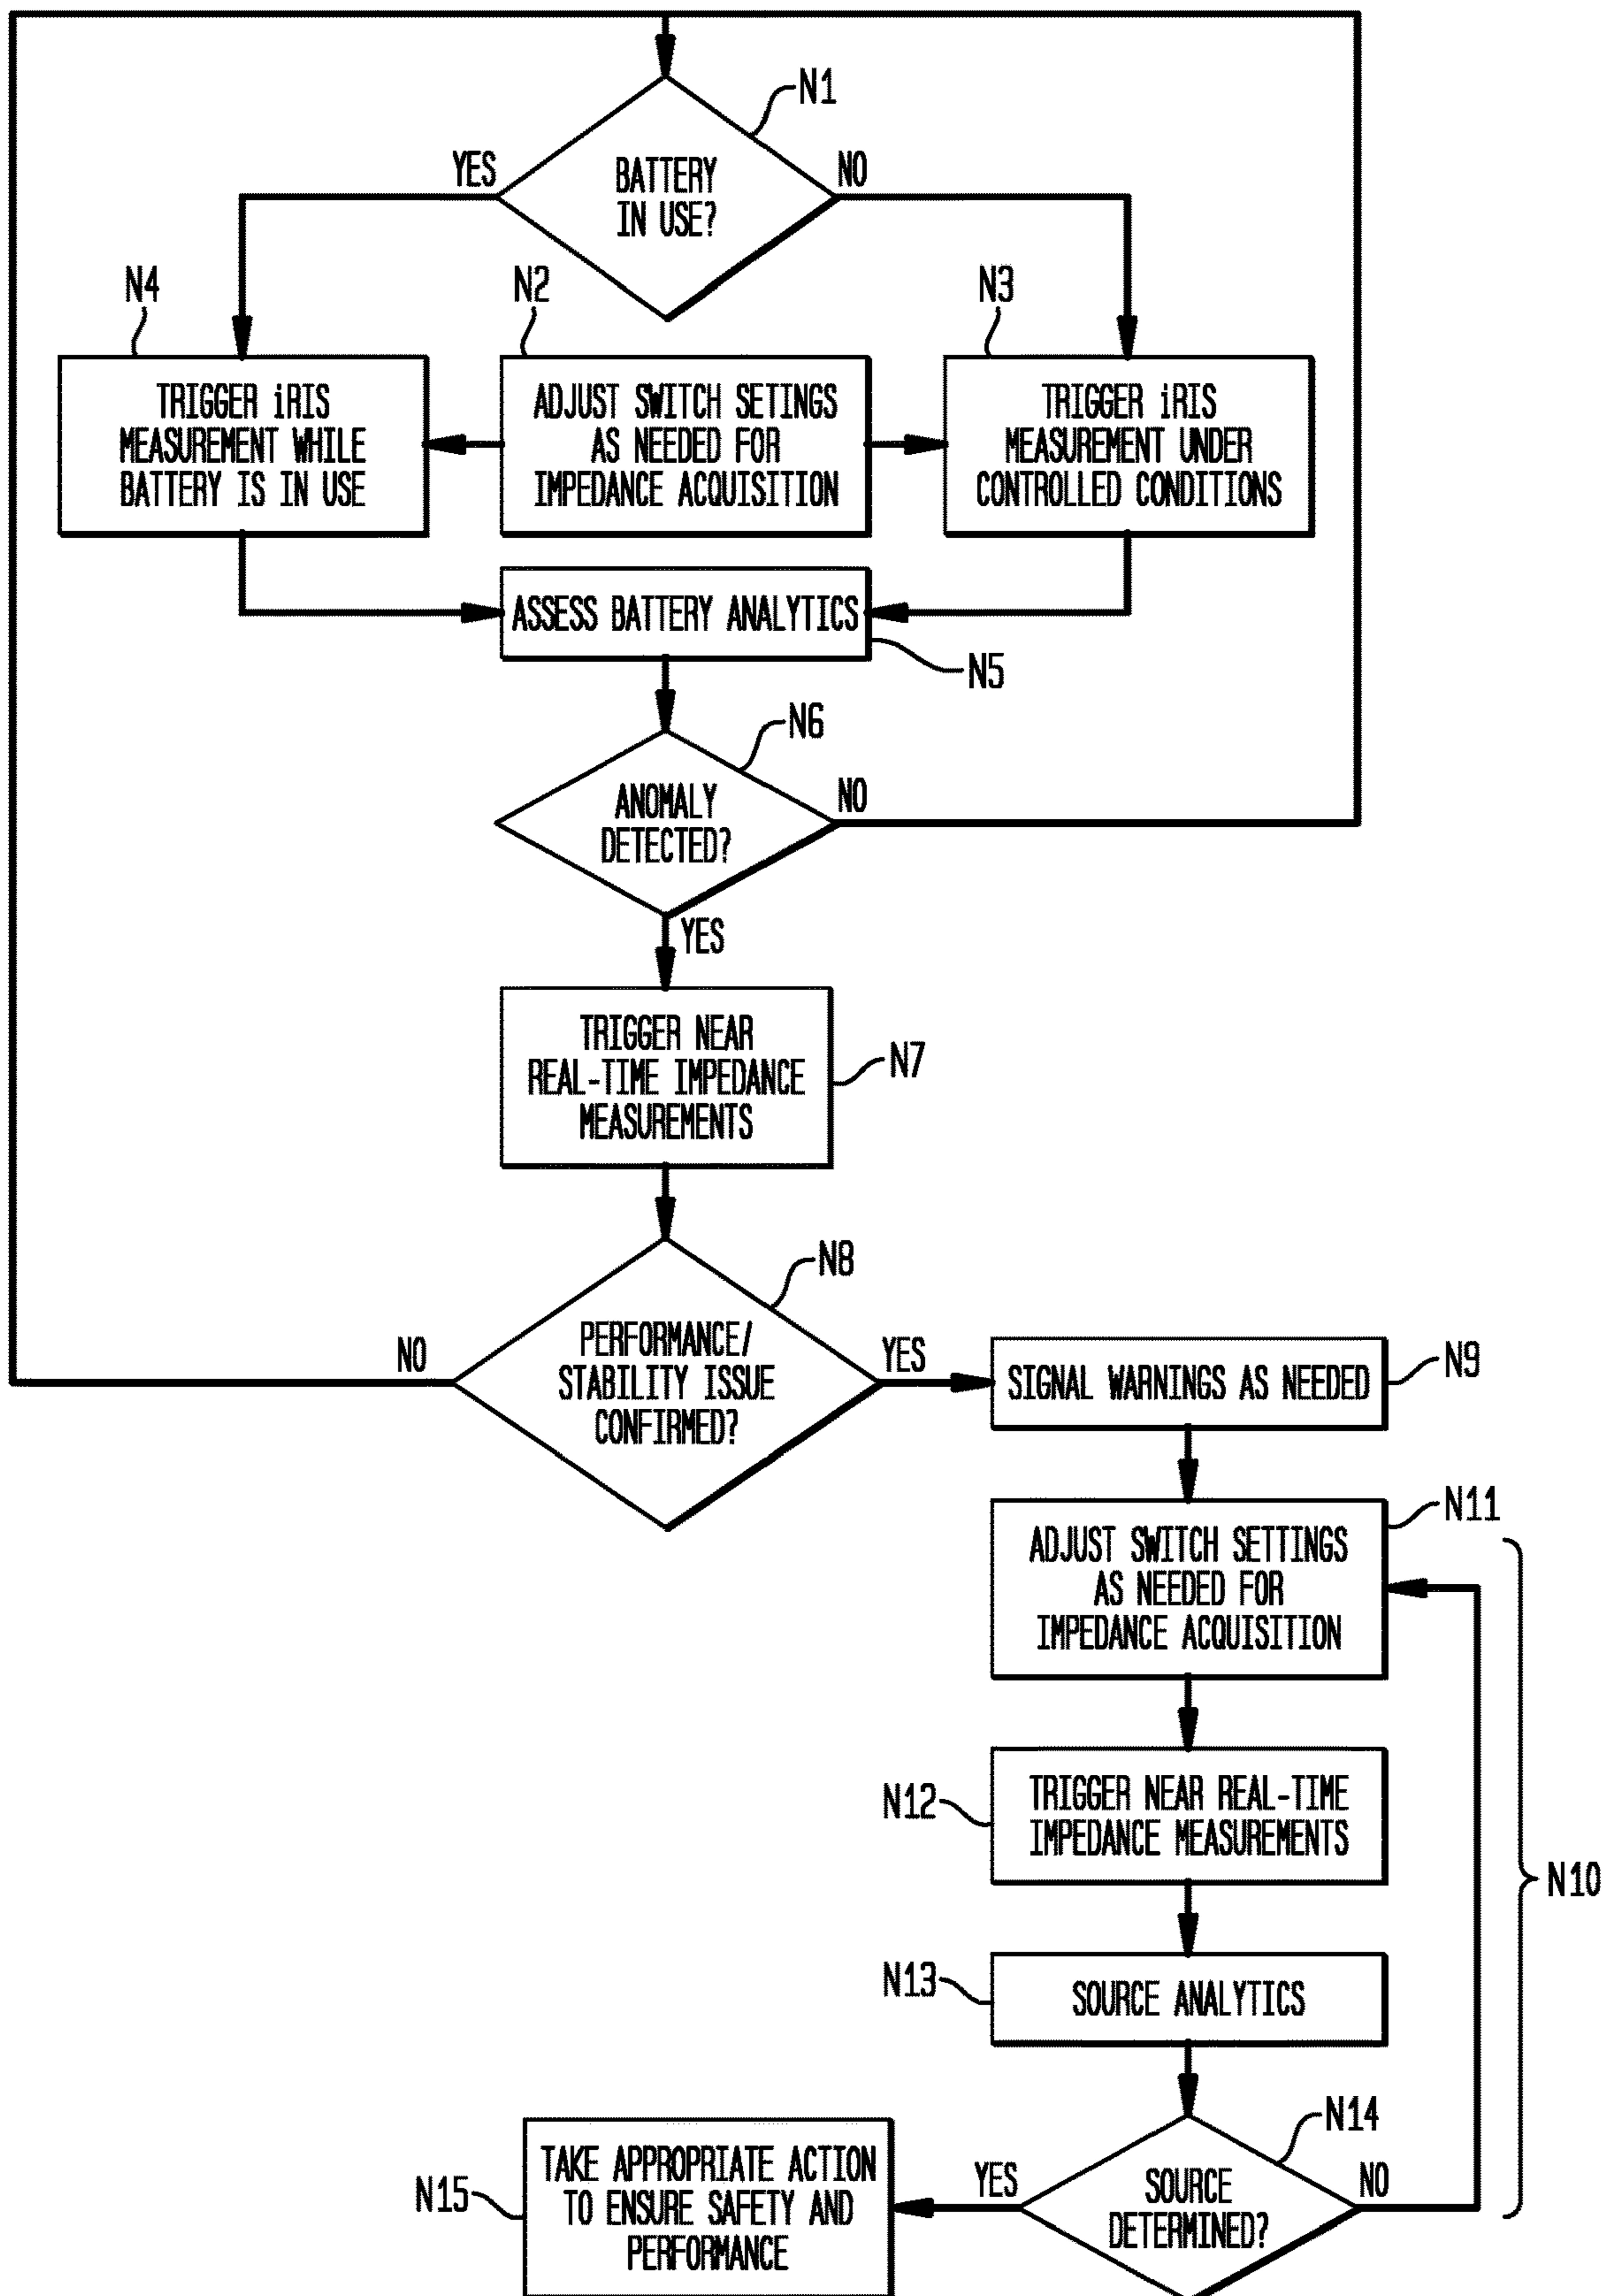 N1
YES
NO
BATTERY
IN USE?
N4
N2
N3
TRIGGER iRIS
MEASUREMENT WHILE
BATTERY IS IN USE
ADJUST SWITCH SETINGS
AS NEEDED FOR
IMPEDANCE ACQUISITION
TRIGGER iRIS
MEASUREMENT UNDER
CONTROLLED CONDITIONS
ASSESS BATTERY ANALYTICS
N5
N6
ANOMALY
DETECTED?
NO
YES
TRIGGER NEAR
REAL-TIME IMPEDANCE
MEASUREMENTS
N7
N8
NO
PERFORMANCE/
STABILITY ISSUE
CONFIRMED?
YES
SIGNAL WARNINGS AS NEEDED
N9
N11
ADJUST SWITCH SETTINGS
AS NEEDED FOR
IMPEDANCE ACQUISITION
N12
TRIGGER NEAR REAL-TIME
IMPEDANCE MEASUREMENTS
N10
N13
SOURCE ANALYTICS
N14
SOURCE
DETERMINED?
YES
NO
N15
TAKE APPROPRIATE ACTION
TO ENSURE SAFETY AND
PERFORMANCE